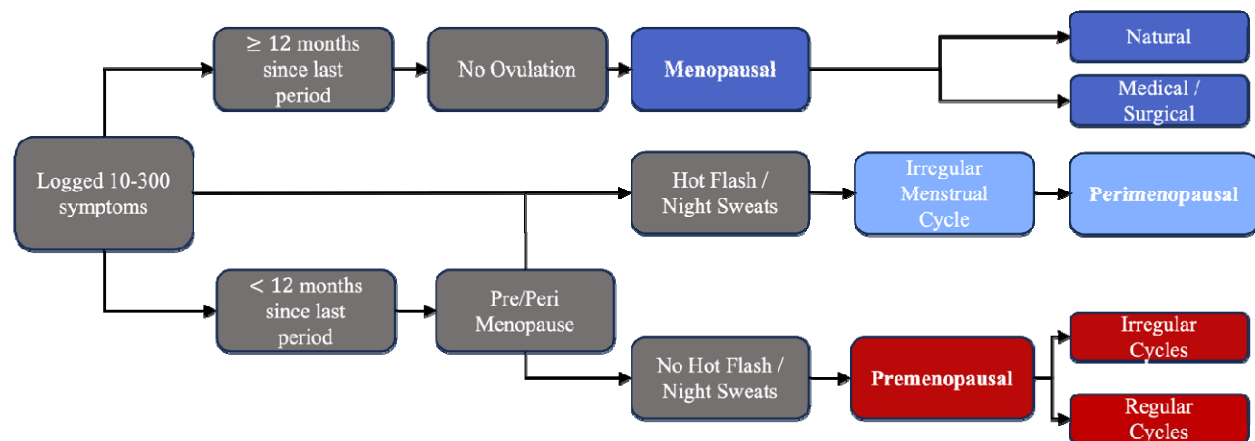 ≥ 12 months
since last
period
No Ovulation
Menopausal
Natural
Medical /
Surgical
Logged 10-300
symptoms
Hot Flash /
Night Sweats
Irregular
Menstrual
Cycle
Perimenopausal
< 12 months
since last
period
Pre/Peri
Menopause
No Hot Flash /
Night Sweats
Premenopausal
Irregular
Cycles
Regular
Cycles